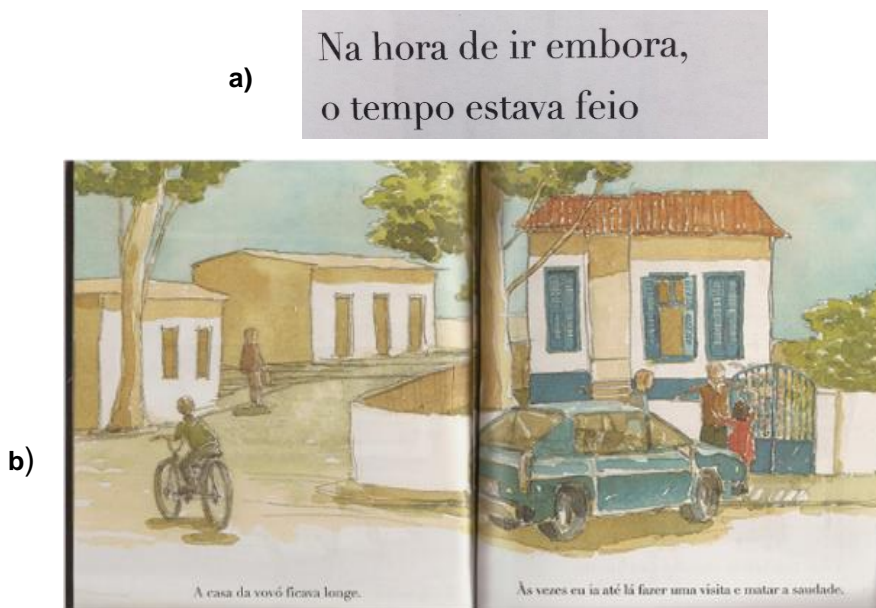 a)
Na hora de ir embora,
o tempo estava feio
b)
A casa da vovó ficava longe.
Às vezes eu ia até lá fazer uma visita e matar a saudade.